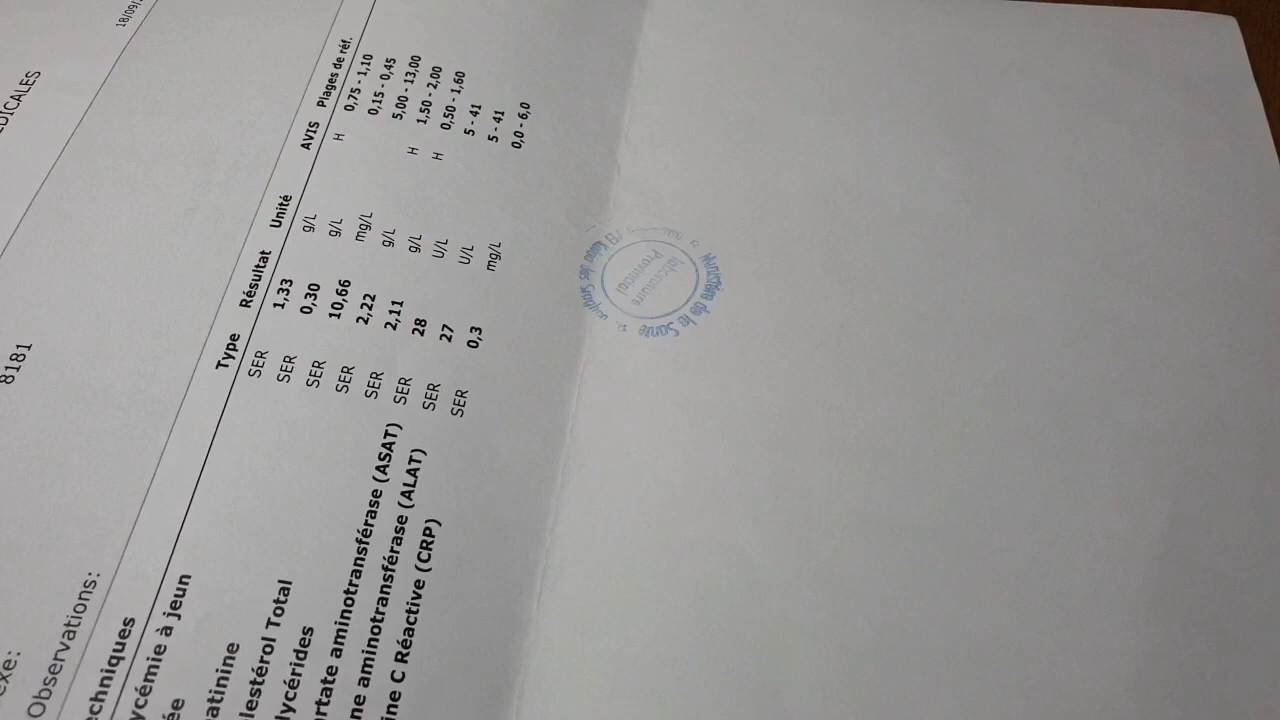 DICALES
18/09/
exe: 8181
Observations:
echniques Type Résultat Unité AVIS Plages de réf.
ycémie à jeun SER 1,33 g/L H 0,75 - 1,10
ée SER 0,30 g/L 0,15 - 0,45
atinine SER 10,66 mg/L 5,00 - 13,00
lestérol Total SER 2,22 g/L H 1,50 - 2,00
lycérides SER 2,11 g/L H 0,50 - 1,60
rtate aminotransférase (ASAT) SER 28 U/L 5 - 41
ne aminotransférase (ALAT) SER 27 U/L 5 - 41
ine C Réactive (CRP) SER 0,3 mg/L 0,0 - 6,0
Ministère de la Santé
Laboratoire
Provincial